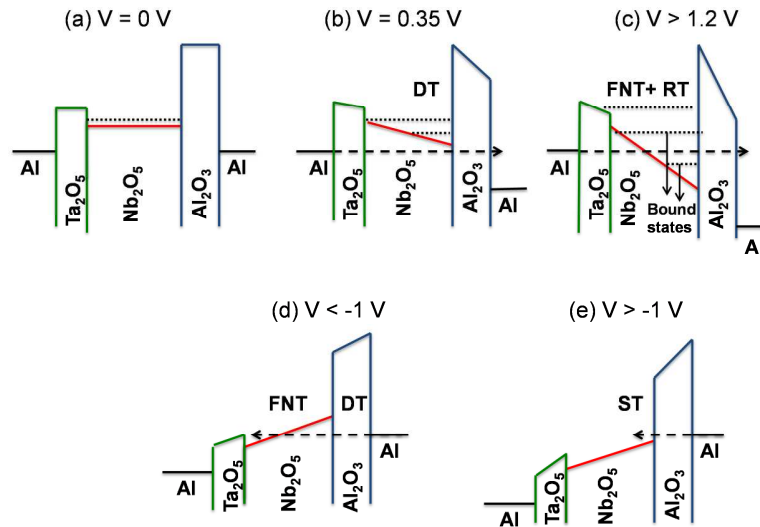 (a) V = 0 V
(b) V = 0.35 V
(c) V > 1.2 V
DT
FNT+ RT
Al
Ta2O5
Nb2O5
Al2O3
Al
Al
Ta2O5
Nb2O5
Al2O3
Al
Al
Ta2O5
Nb2O5
Bound
states
Al2O3
A
(d) V < -1 V
(e) V > -1 V
FNT
DT
ST
Al
Ta2O5
Nb2O5
Al2O3
Al
Al
Ta2O5
Nb2O5
Al2O3
Al